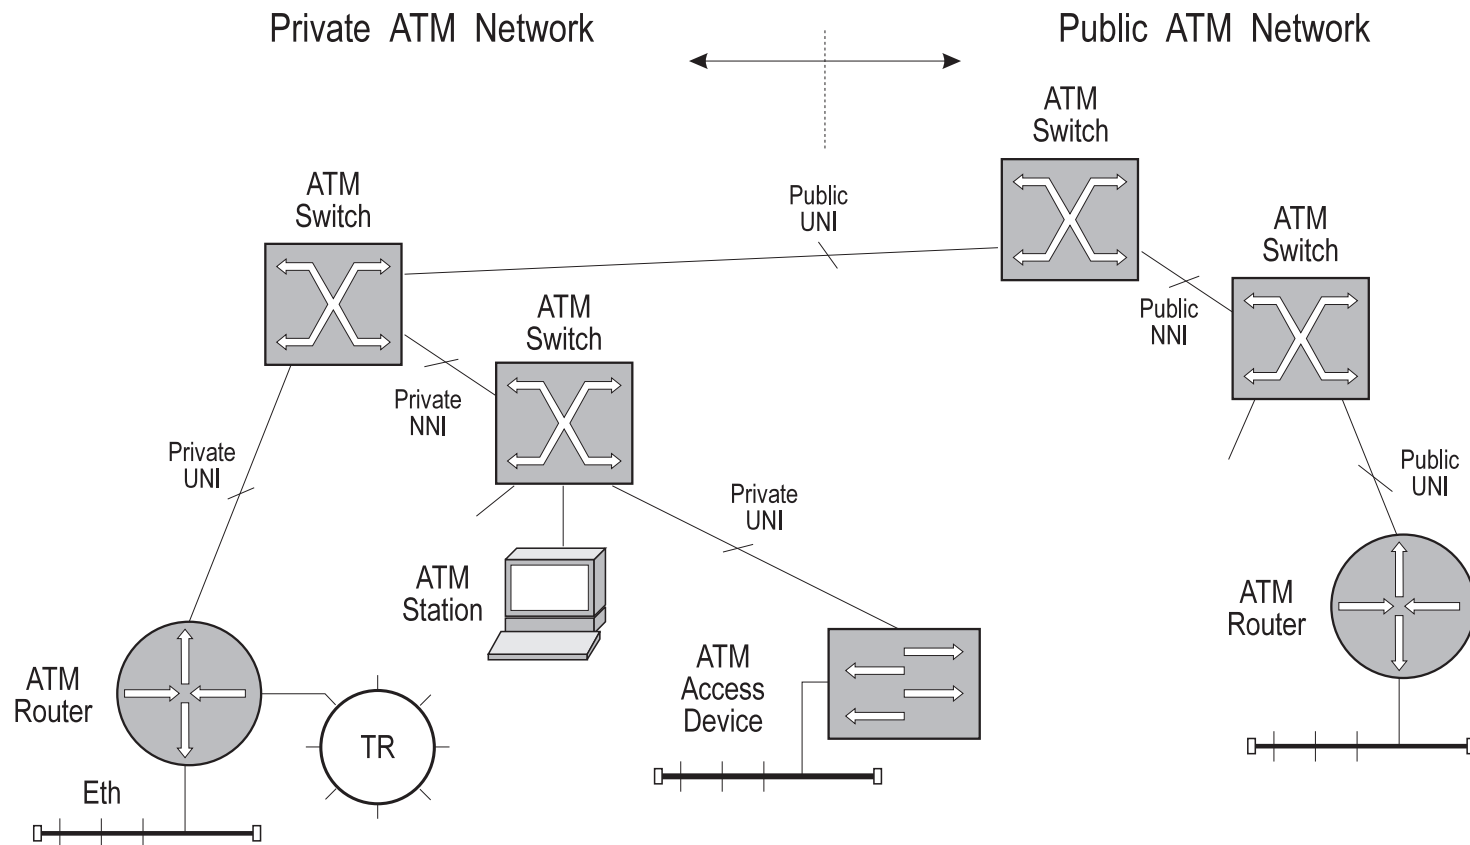 Private ATM Network
Public ATM Network
ATM
Switch
ATM
Switch
Public
UNI
ATM
Switch
ATM
Switch
Public
NNI
Private
NNI
Private
UNI
Public
UNI
Private
UNI
ATM
Station
ATM
Router
ATM
Access
Device
ATM
Router
TR
Eth